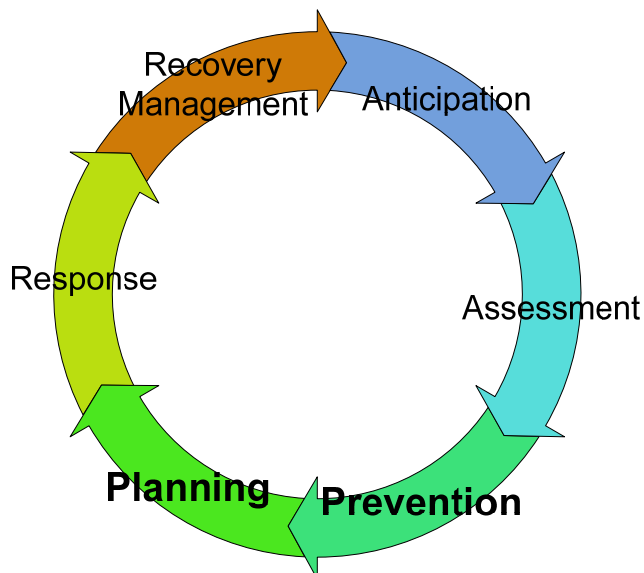 Recovery
Management
Anticipation
Response
Assessment
Planning
Prevention